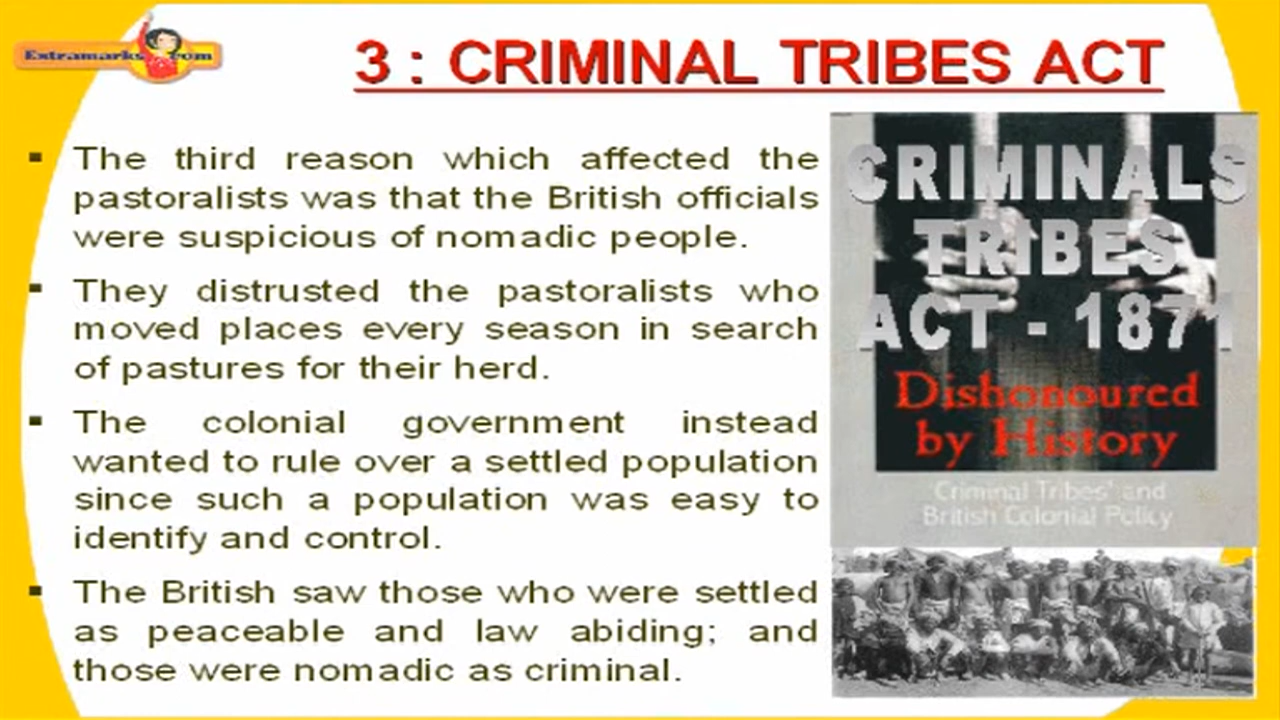 Extramarks.com
3 : CRIMINAL TRIBES ACT
▪ The third reason which affected the
pastoralists was that the British officials
were suspicious of nomadic people.
▪ They distrusted the pastoralists who
moved places every season in search
of pastures for their herd.
▪ The colonial government instead
wanted to rule over a settled population
since such a population was easy to
identify and control.
▪ The British saw those who were settled
as peaceable and law abiding; and
those were nomadic as criminal.
CRIMINALS
TRIBES
ACT - 1871
Dishonoured
by History
Criminal Tribes' and
British Colonial Policy